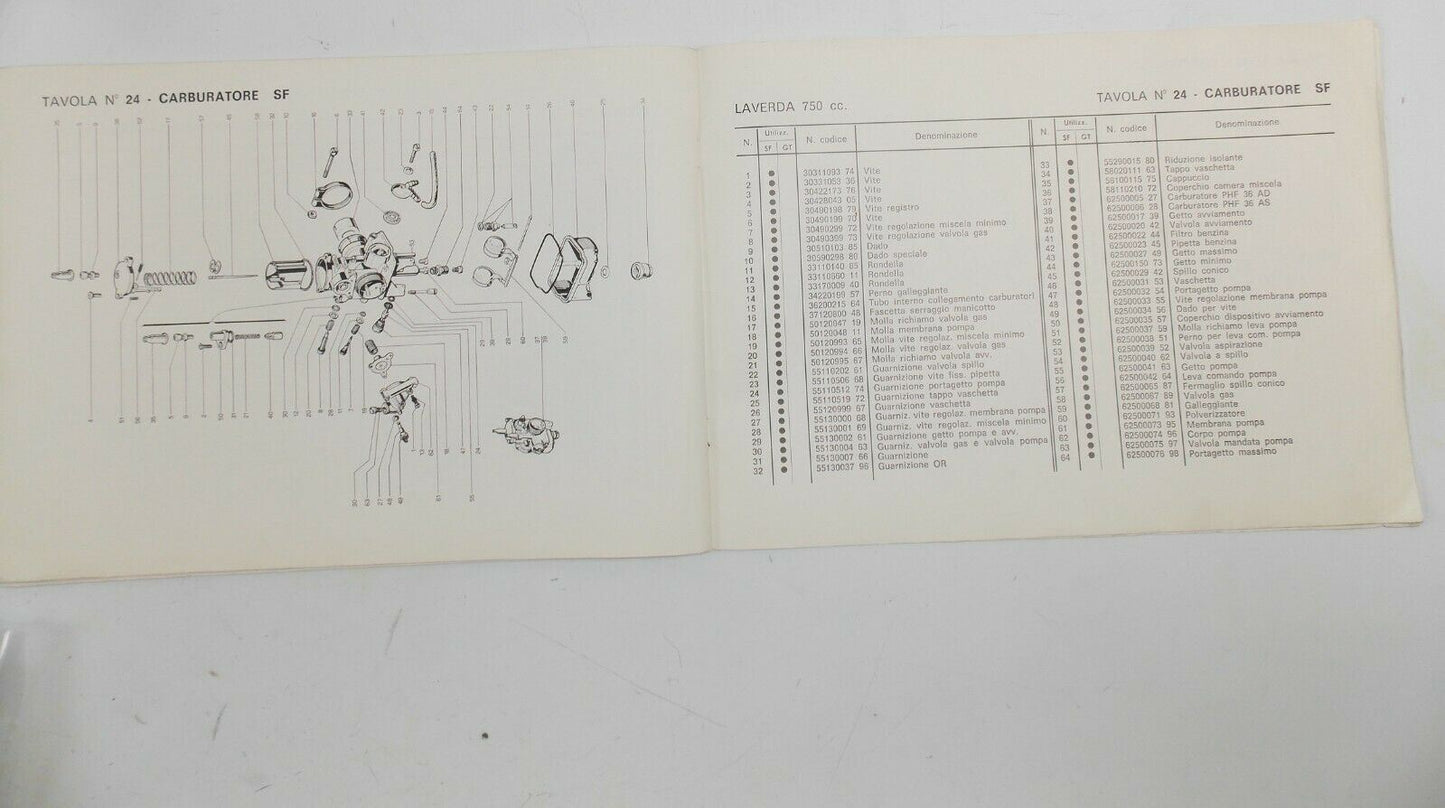 TAVOLA N° 24 - CARBURATORE SF
LAVERDA 750 cc.
TAVOLA N° 24 - CARBURATORE SF
N. Utilizz. SF GT N. codice Denominazione
1 ● 30311093 74 Vite
2 ● 30331053 36 Vite
3 ● 30422173 76 Vite
4 ● 30428043 05 Vite
5 ● 30490198 79 Vite registro
6 ● 30490199 70 Vite
7 ● 30490299 72 Vite regolazione miscela minimo
8 ● 30490399 73 Vite regolazione valvola gas
9 ● 30510103 85 Dado
10 ● 30590298 80 Dado speciale
11 ● 33110140 65 Rondella
12 ● 33110660 11 Rondella
13 ● 33170009 40 Rondella
14 ● 34220199 57 Perno galleggiante
15 ● 36200215 64 Tubo interno collegamento carburatori
16 ● 37120800 48 Fascetta serraggio manicotto
17 ● 50120047 19 Molla richiamo valvola gas
18 ● 50120048 11 Molla membrana pompa
19 ● 50120993 65 Molla vite regolaz. miscela minimo
20 ● 50120994 66 Molla vite regolaz. valvola gas
21 ● 50120995 67 Molla richiamo valvola avv.
22 ● 55110202 61 Guarnizione valvola spillo
23 ● 55110506 68 Guarnizione vite fiss. pipetta
24 ● 55110512 74 Guarnizione portagetto pompa
25 ● 55110519 72 Guarnizione tappo vaschetta
26 ● 55120999 67 Guarnizione vaschetta
27 ● 55130000 68 Guarniz. vite regolaz. membrana pompa
28 ● 55130001 69 Guarniz. vite regolaz. miscela minimo
29 ● 55130002 61 Guarnizione getto pompa e avv.
30 ● 55130004 63 Guarniz. valvola gas e valvola pompa
31 ● 55130007 66 Guarnizione
32 ● 55130037 96 Guarnizione OR
N. Utilizz. SF GT N. codice Denominazione
33 ● 55290015 80 Riduzione isolante
34 ● 58020111 63 Tappo vaschetta
35 ● 58100115 75 Cappuccio
36 ● 58110210 72 Coperchio camera miscela
37 ● 62500005 27 Carburatore PHF 36 AD
38 ● 62500006 28 Carburatore PHF 36 AS
39 ● 62500017 39 Getto avviamento
40 ● 62500020 42 Valvola avviamento
41 ● 62500022 44 Filtro benzina
42 ● 62500023 45 Pipetta benzina
43 ● 62500027 49 Getto massimo
44 ● 62500150 73 Getto minimo
45 ● 62500029 42 Spillo conico
46 ● 62500031 53 Vaschetta
47 ● 62500032 54 Portagetto pompa
48 ● 62500033 55 Vite regolazione membrana pompa
49 ● 62500034 56 Dado per vite
50 ● 62500035 57 Coperchio dispositivo avviamento
51 ● 62500037 59 Molla richiamo leva pompa
52 ● 62500038 51 Perno per leva com. pompa
53 ● 62500039 52 Valvola aspirazione
54 ● 62500040 62 Valvola a spillo
55 ● 62500041 63 Getto pompa
56 ● 62500042 64 Leva comando pompa
57 ● 62500065 87 Fermaglio spillo conico
58 ● 62500067 89 Valvola gas
59 ● 62500068 81 Galleggiante
60 ● 62500071 93 Polverizzatore
61 ● 62500073 95 Membrana pompa
62 ● 62500074 96 Corpo pompa
63 ● 62500075 97 Valvola mandata pompa
64 ● 62500076 98 Portagetto massimo